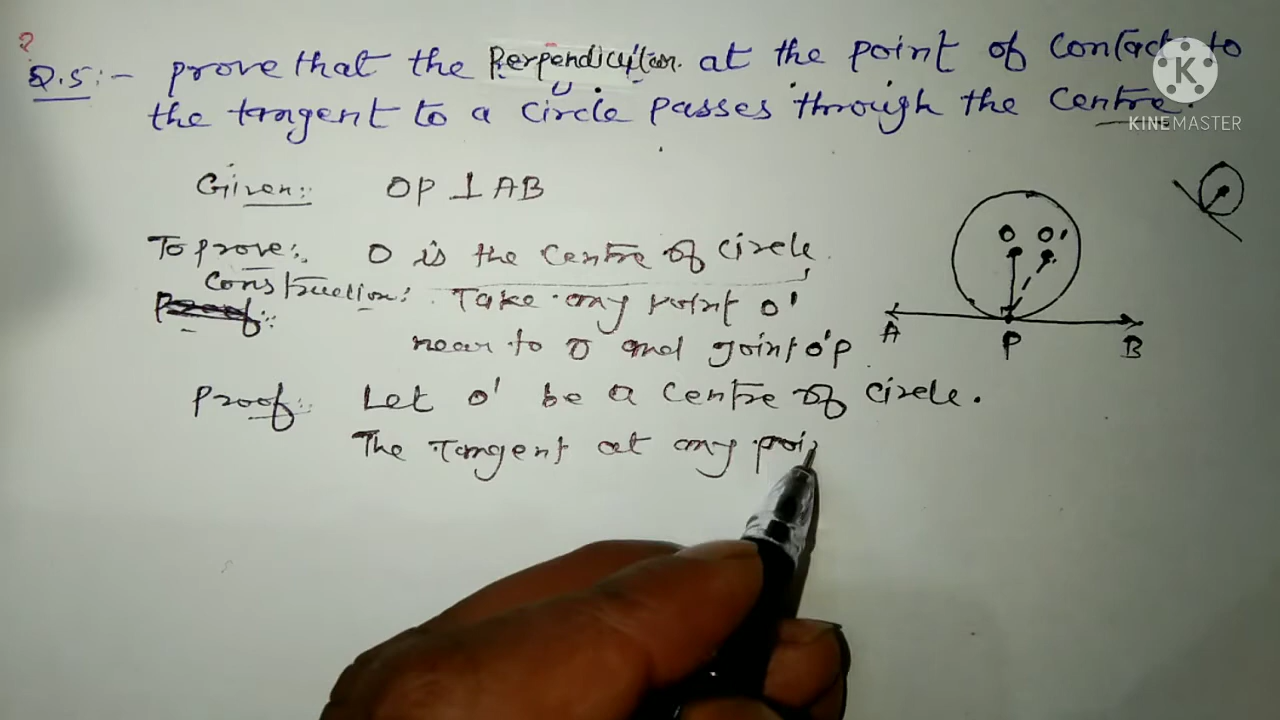 2
Q.5:- prove that the Perpendicular at the point of Contact to
the tangent to a Circle passes through the Centre.
Given:- OP ⊥ AB
To prove:- O is the Centre of circle.
Construction: Take any point O'
Proof:
near to O and joint O'P
Proof: Let O' be a centre of circle.
The Tangent at any poi
O O'
A P B
K
KINEMASTER